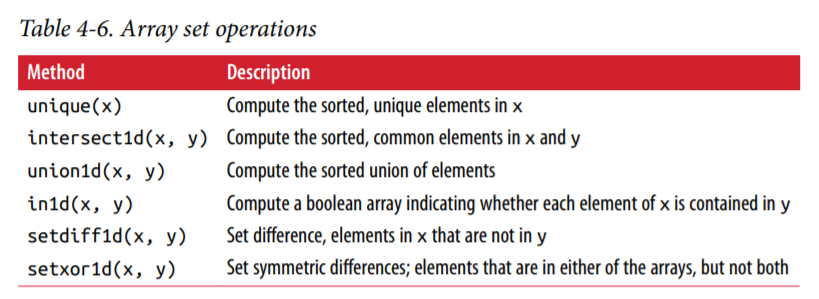 Table 4-6. Array set operations
Method Description
unique(x) Compute the sorted, unique elements in x
intersect1d(x, y) Compute the sorted, common elements in x and y
union1d(x, y) Compute the sorted union of elements
in1d(x, y) Compute a boolean array indicating whether each element of x is contained in y
setdiff1d(x, y) Set difference, elements in x that are not in y
setxor1d(x, y) Set symmetric differences; elements that are in either of the arrays, but not both